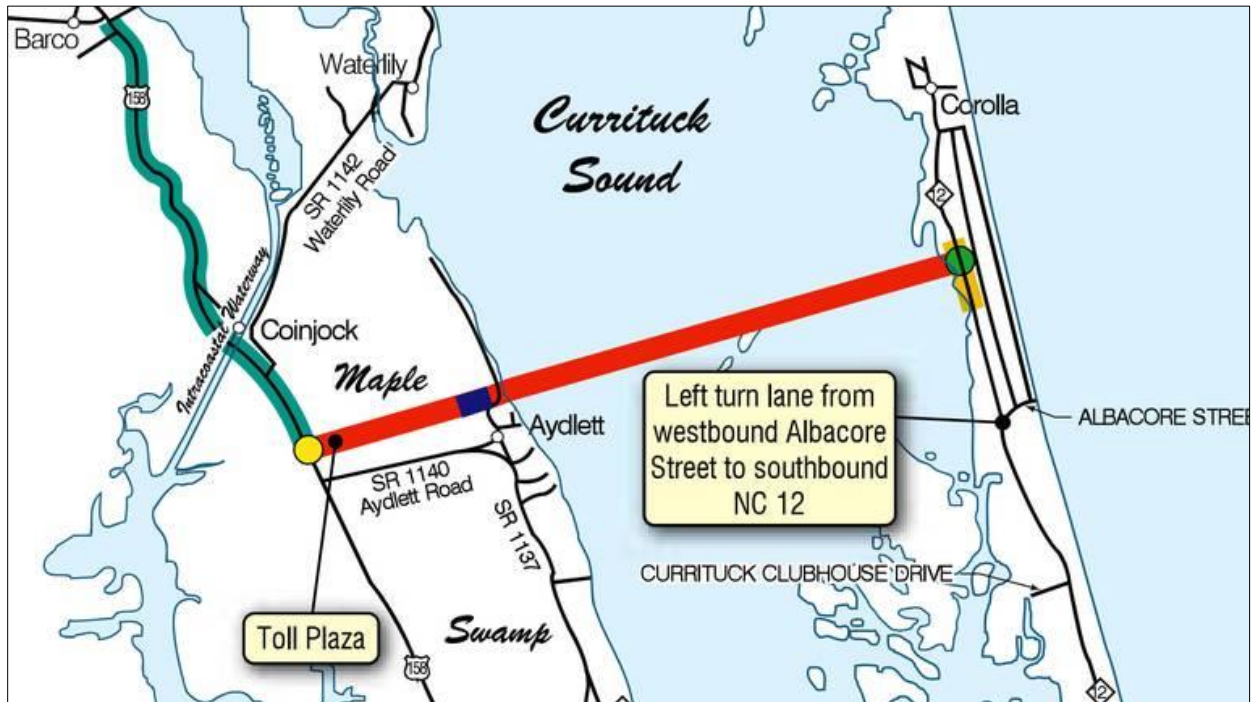 Barco
158
Waterlily
Currituck
Sound
Corolla
12
SR 1142
Waterlily Road
Intracoastal Waterway
Coinjock
Maple
Aydlett
Left turn lane from
westbound Albacore
Street to southbound
NC 12
ALBACORE STREE
SR 1140
Aydlett Road
SR 1137
CURRITUCK CLUBHOUSE DRIVE
Toll Plaza
Swamp
158
12